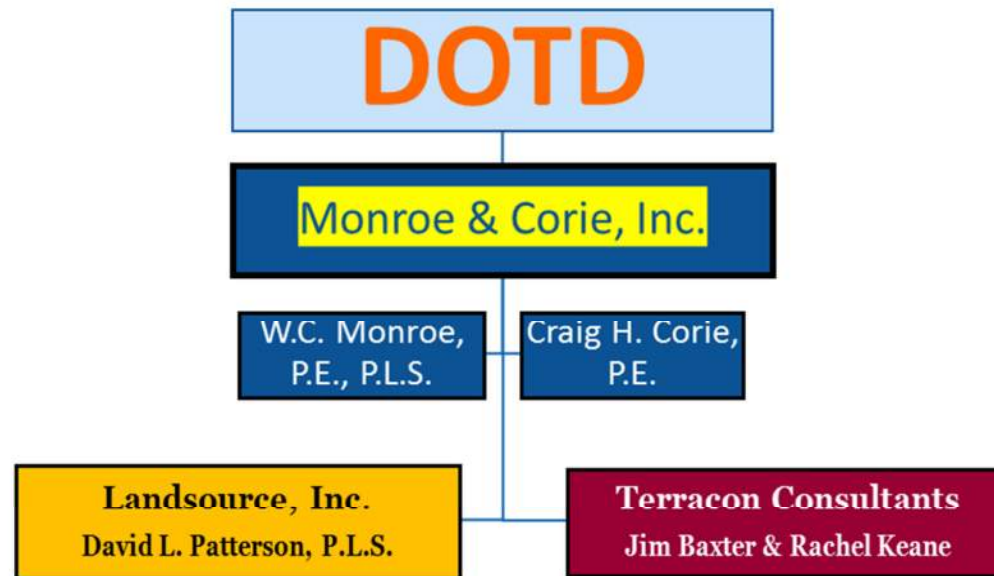 DOTD
Monroe & Corie, Inc.
W.C. Monroe,
P.E., P.L.S.
Craig H. Corie,
P.E.
Landsource, Inc.
David L. Patterson, P.L.S.
Terracon Consultants
Jim Baxter & Rachel Keane